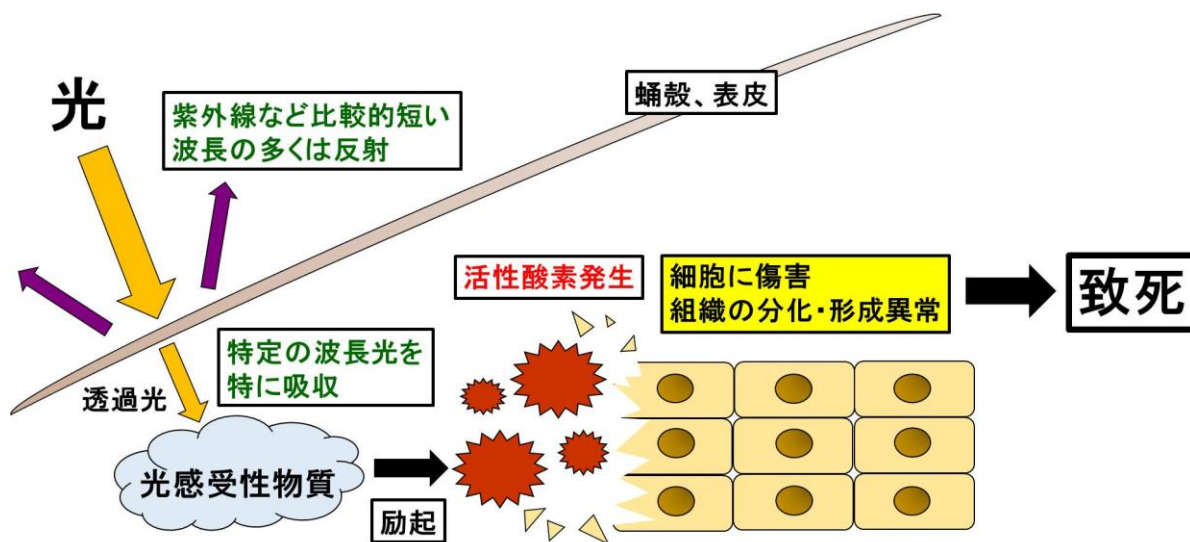 光
紫外線など比較的短い
波長の多くは反射
蛹殻、表皮
活性酸素発生
細胞に傷害
組織の分化・形成異常
致死
特定の波長光を
特に吸収
透過光
光感受性物質
励起